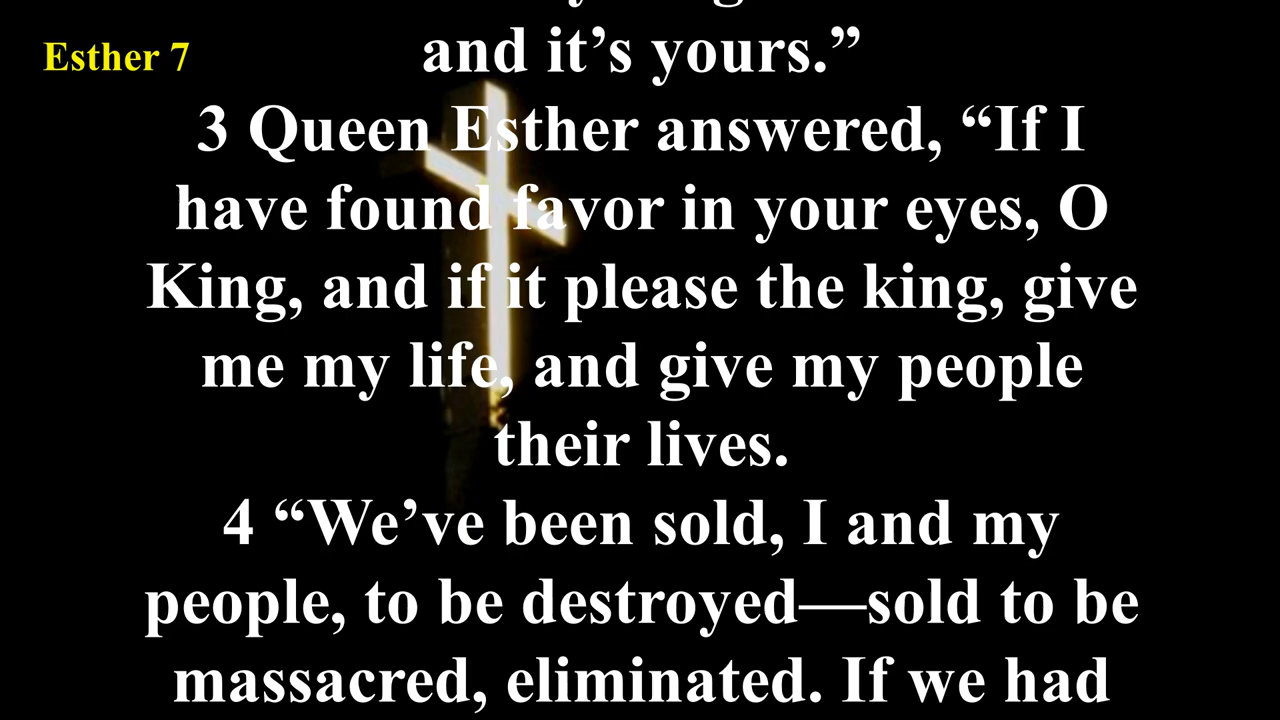 Esther 7
and it’s yours.”
3 Queen Esther answered, “If I
have found favor in your eyes, O
King, and if it please the king, give
me my life, and give my people
their lives.
4 “We’ve been sold, I and my
people, to be destroyed—sold to be
massacred, eliminated. If we had